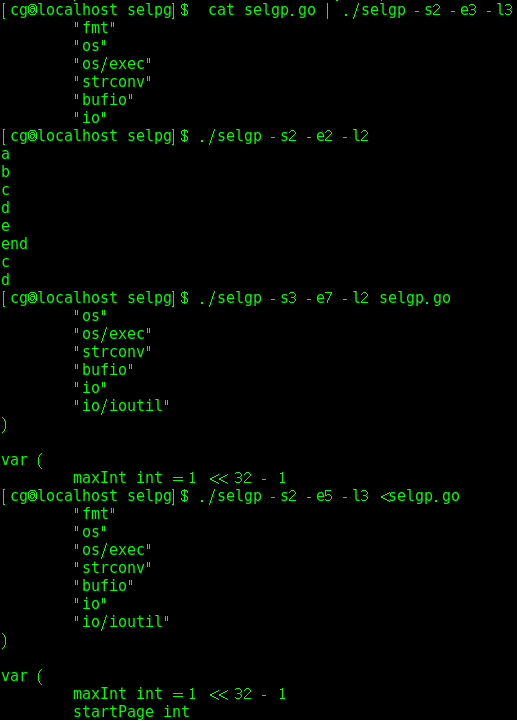 [cg@localhost selpg]$  cat selgp.go | ./selgp -s2 -e3 -l3
        "fmt"
        "os"
        "os/exec"
        "strconv"
        "bufio"
        "io"
[cg@localhost selpg]$ ./selgp -s2 -e2 -l2
a
b
c
d
e
end
c
d
[cg@localhost selpg]$ ./selgp -s3 -e7 -l2 selgp.go
        "os"
        "os/exec"
        "strconv"
        "bufio"
        "io"
        "io/ioutil"
)

var (
        maxInt int = 1 << 32 - 1
[cg@localhost selpg]$ ./selgp -s2 -e5 -l3 <selgp.go
        "fmt"
        "os"
        "os/exec"
        "strconv"
        "bufio"
        "io"
        "io/ioutil"
)

var (
        maxInt int = 1 << 32 - 1
        startPage int